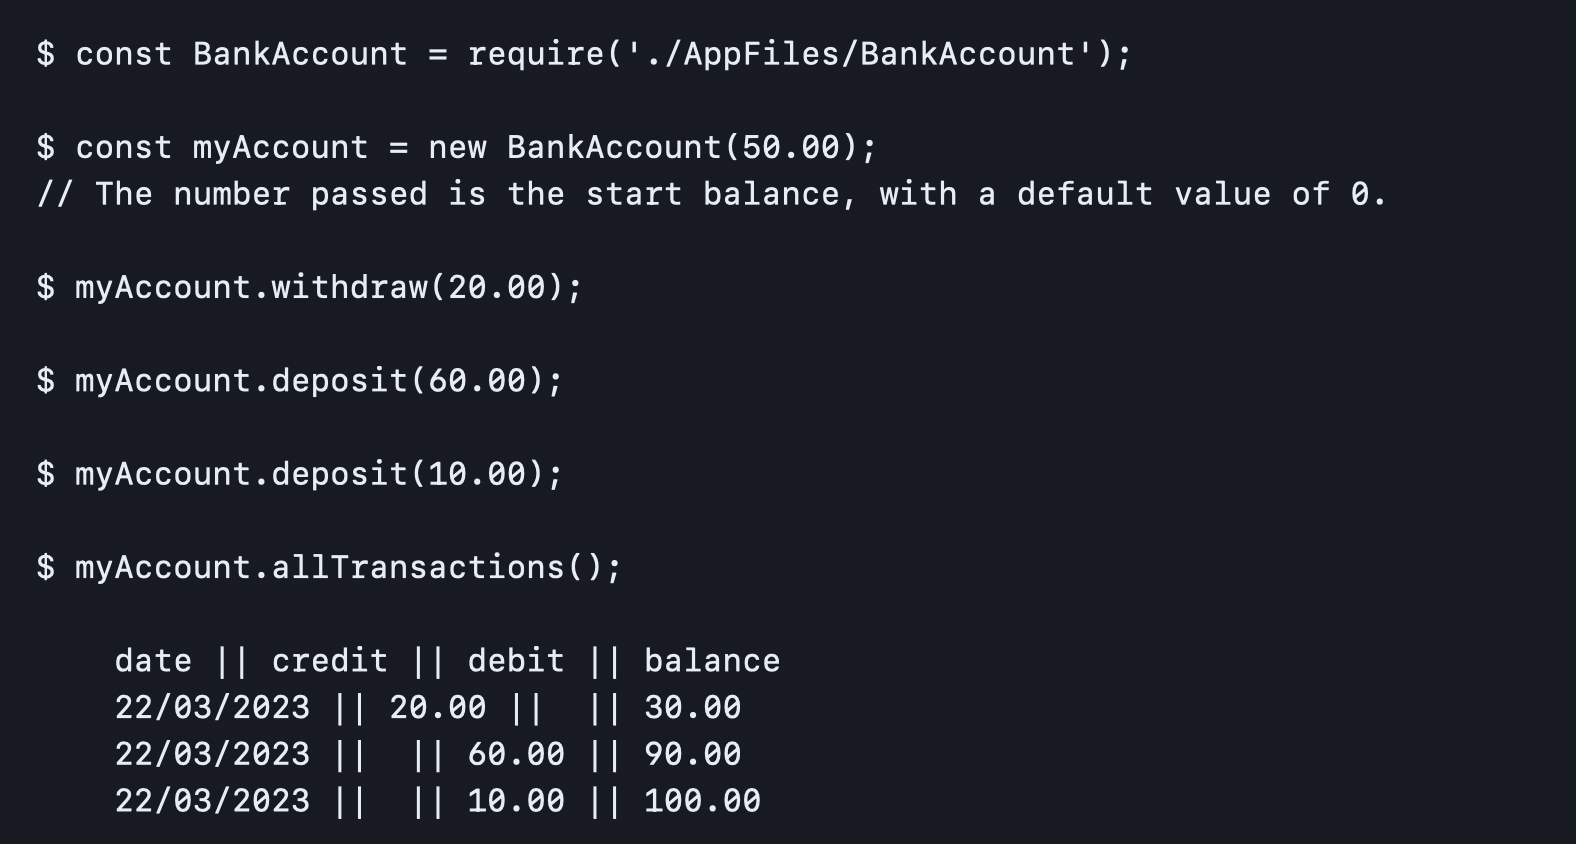 $ const BankAccount = require('./AppFiles/BankAccount');
$ const myAccount = new BankAccount(50.00);
// The number passed is the start balance, with a default value of 0.
$ myAccount.withdraw(20.00);
$ myAccount.deposit(60.00);
$ myAccount.deposit(10.00);
$ myAccount.allTransactions();
date || credit || debit || balance
22/03/2023 || 20.00 ||  || 30.00
22/03/2023 ||  || 60.00 || 90.00
22/03/2023 ||  || 10.00 || 100.00